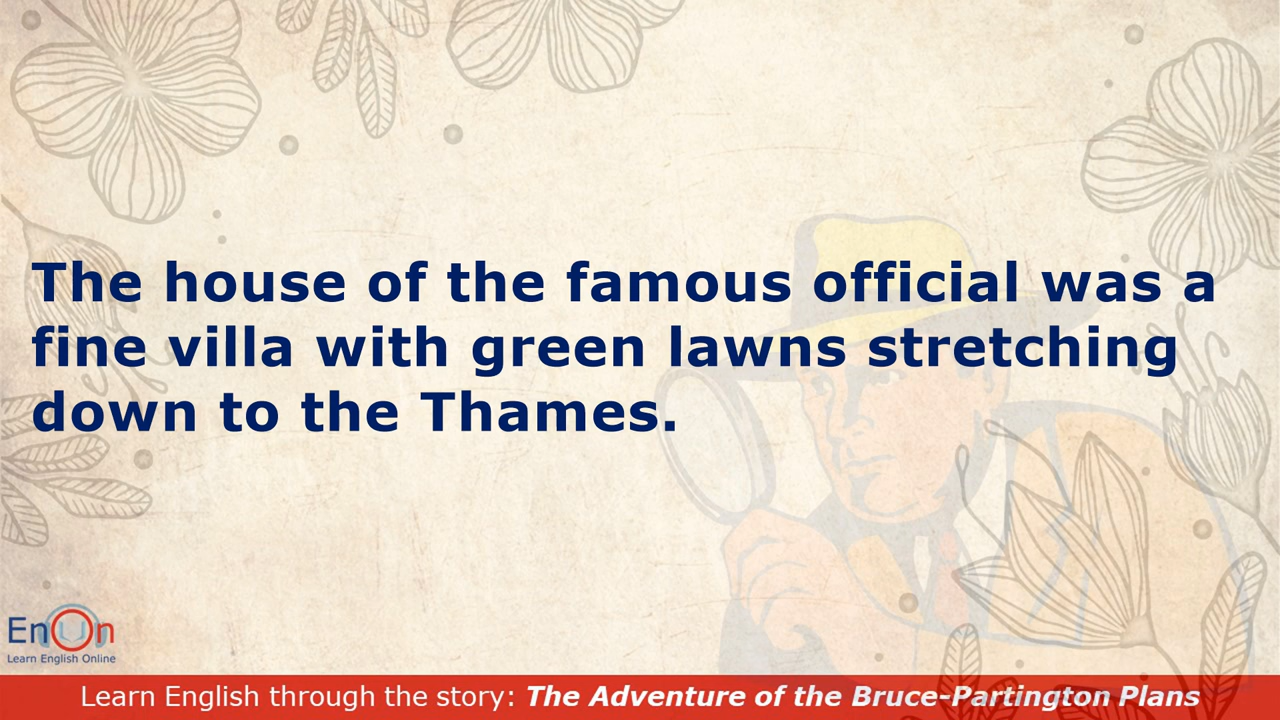 The house of the famous official was a
fine villa with green lawns stretching
down to the Thames.
EnOn
Learn English Online
Learn English through the story: The Adventure of the Bruce-Partington Plans